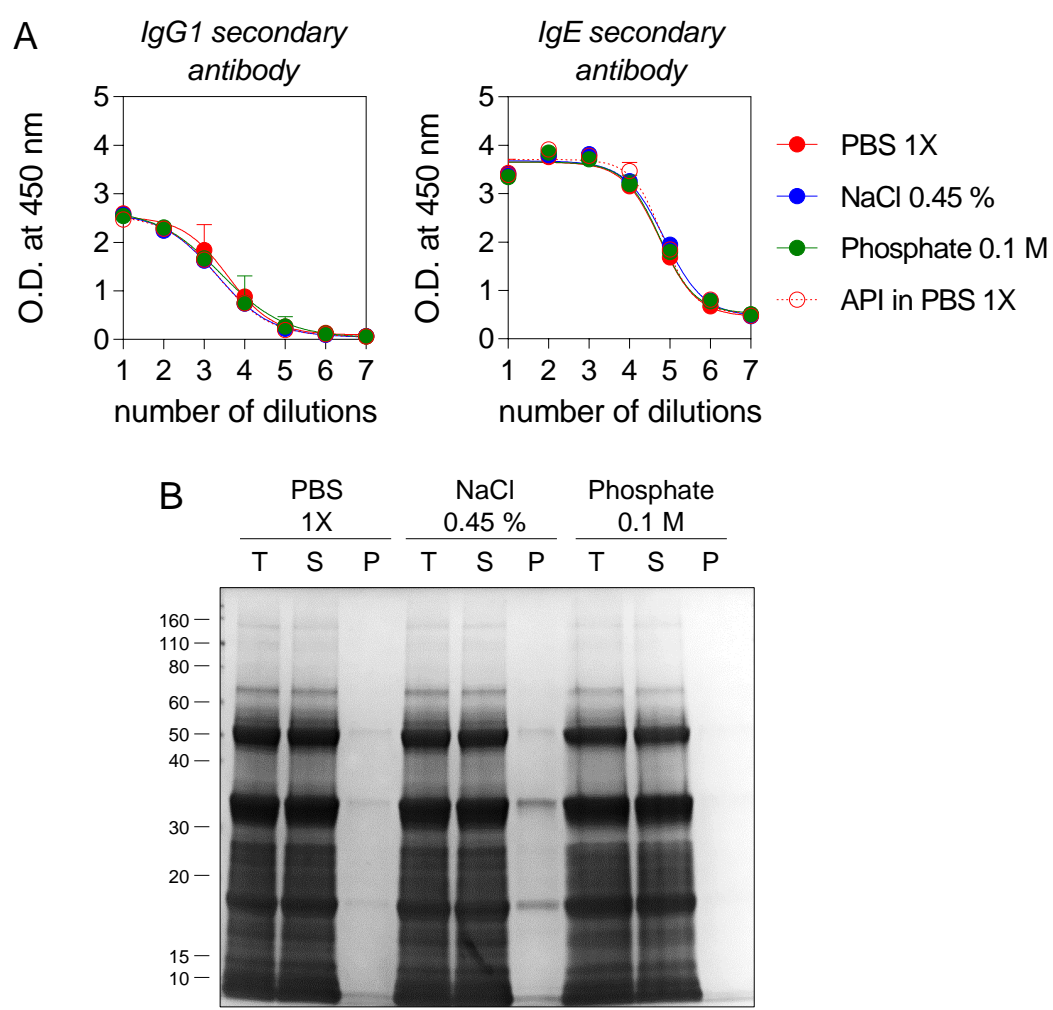 A
IgG1 secondary
antibody
IgE secondary
antibody
O.D. at 450 nm
5
4
3
2
1
0
1 2 3 4 5 6 7
number of dilutions
O.D. at 450 nm
5
4
3
2
1
0
1 2 3 4 5 6 7
number of dilutions
PBS 1X
NaCl 0.45 %
Phosphate 0.1 M
API in PBS 1X
B
PBS
1X
NaCl
0.45 %
Phosphate
0.1 M
T S P T S P T S P
160
110
80
60
50
40
30
20
15
10